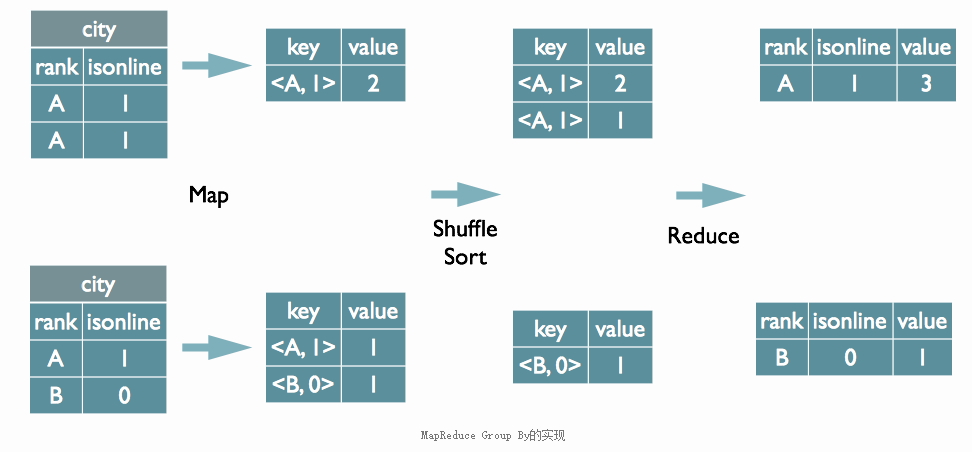 city
rank isonline
A 1
A 1
key value
<A, 1> 2
key value
<A, 1> 2
<A, 1> 1
rank isonline value
A 1 3
Map
Shuffle
Sort
Reduce
city
rank isonline
A 1
B 0
key value
<A, 1> 1
<B, 0> 1
key value
<B, 0> 1
rank isonline value
B 0 1
MapReduce Group By的实现